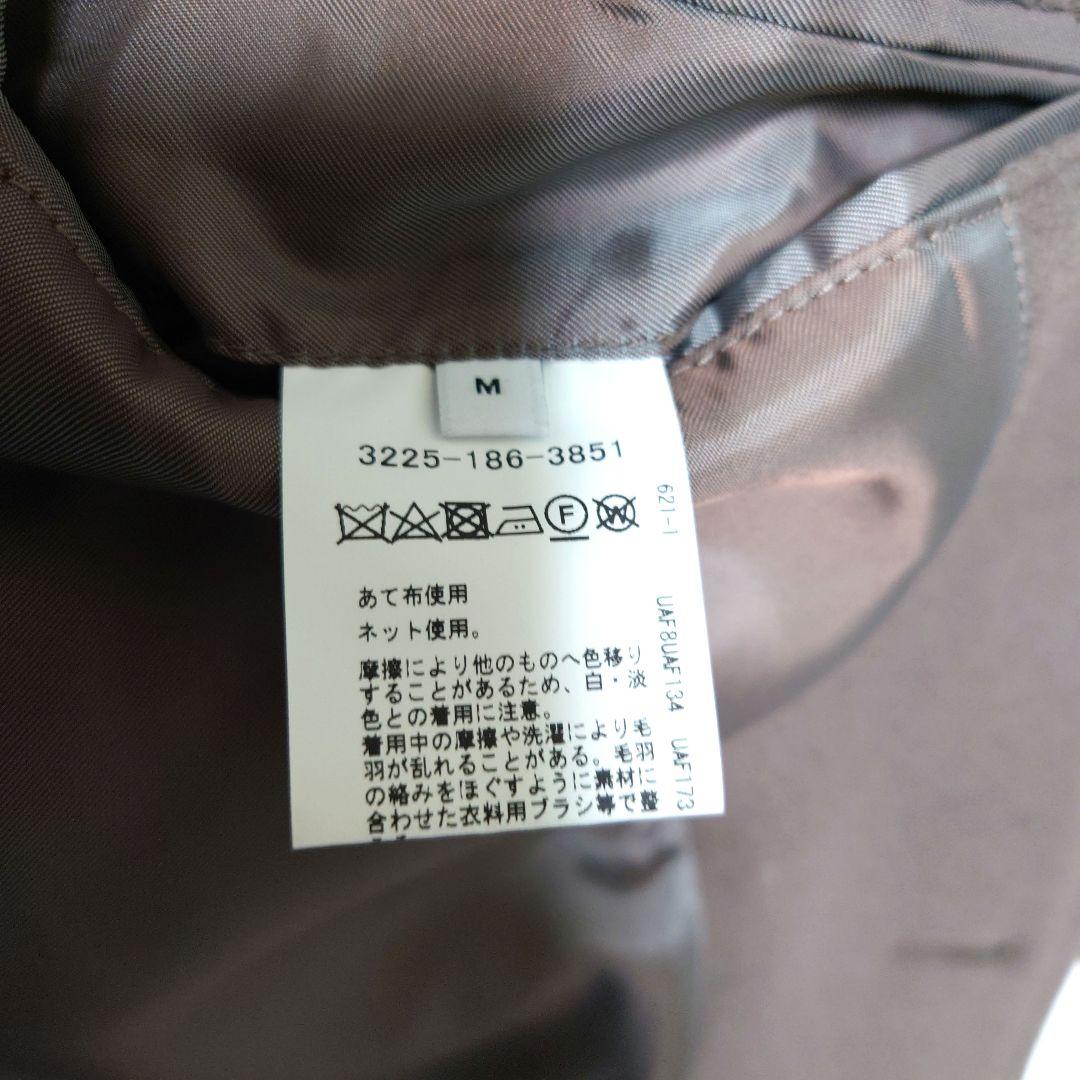 M
3225-186-3851
F
W
あて布使用
ネット使用。
摩擦により他のものへ色移り
することがあるため、白・淡
色との着用に注意。
着用中の摩擦や洗濯により毛
羽が乱れることがある。毛羽
の絡みをほぐすように素材に
合わせた衣料用ブラシ等で整
621-1
UAF8UAF134 UAF173